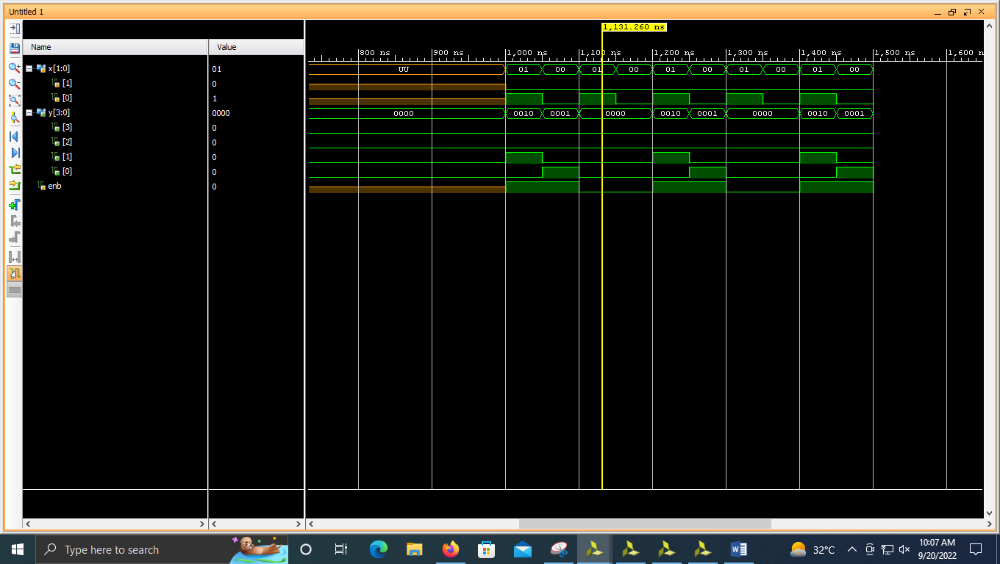 Untitled 1
1,131.260 ns
Name Value
800 ns 900 ns 1,000 ns 1,100 ns 1,200 ns 1,300 ns 1,400 ns 1,500 ns 1,600 n
x[1:0] 01 UU 01 00 01 00 01 00 01 00 01 00
[1] 0
[0] 1
y[3:0] 0000 0000 0010 0001 0000 0010 0001 0000 0010 0001
[3] 0
[2] 0
[1] 0
[0] 0
enb 0
Type here to search
32°C
10:07 AM
9/20/2022